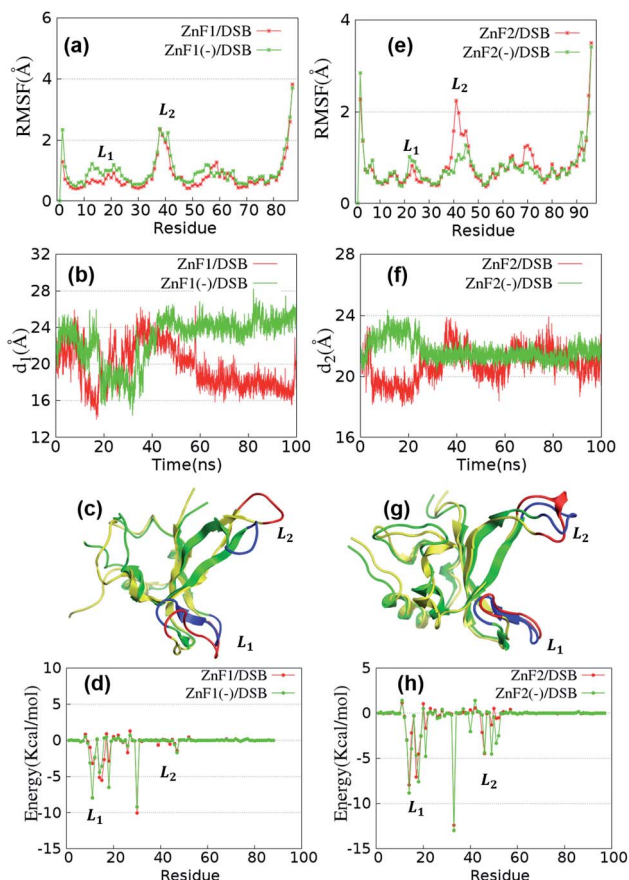 (a)
ZnF1/DSB
ZnF1(-)/DSB
RMSF(Å)
6
4
2
0
L1
L2
0 10 20 30 40 50 60 70 80 90
Residue
(e)
ZnF2/DSB
ZnF2(-)/DSB
RMSF(Å)
4
2
0
L1
L2
0 10 20 30 40 50 60 70 80 90
Residue
(b)
ZnF1/DSB
ZnF1(-)/DSB
d1(Å)
32
28
24
20
16
12
0 20 40 60 80 100
Time(ns)
(f)
ZnF2/DSB
ZnF2(-)/DSB
d2(Å)
28
24
20
16
0 20 40 60 80 100
Time(ns)
(c)
L2
L1
(g)
L2
L1
(d)
ZnF1/DSB
ZnF1(-)/DSB
Energy(Kcal/mol)
10
5
0
-5
-10
-15
L1
L2
0 20 40 60 80 100
Residue
(h)
ZnF2/DSB
ZnF2(-)/DSB
Energy(Kcal/mol)
5
0
-5
-10
-15
L1
L2
0 20 40 60 80 100
Residue